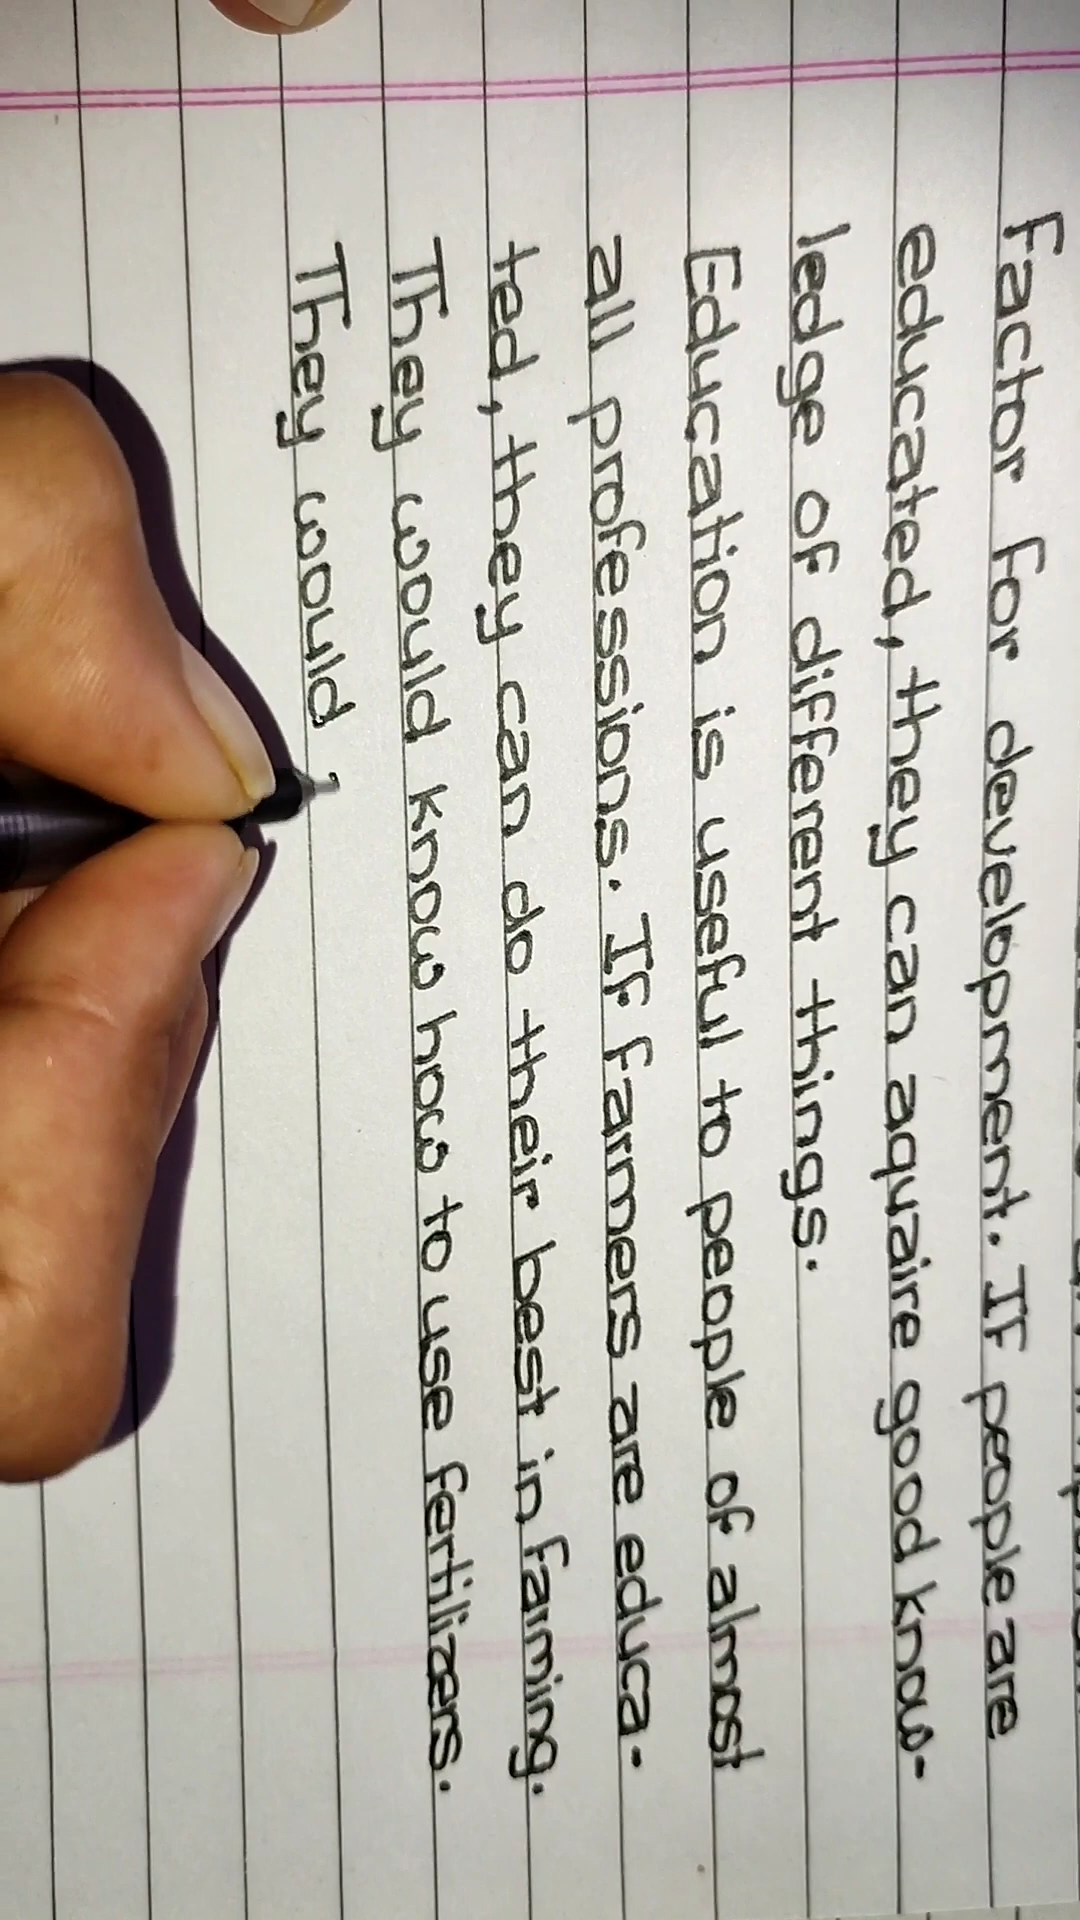 Factor for development. If people are
educated, they can aquaire good know-
ledge of different things.
Education is useful to people of almost
all professions. If farmers are educa-
ted, they can do their best in farming.
They would know how to use fertilizers.
They would